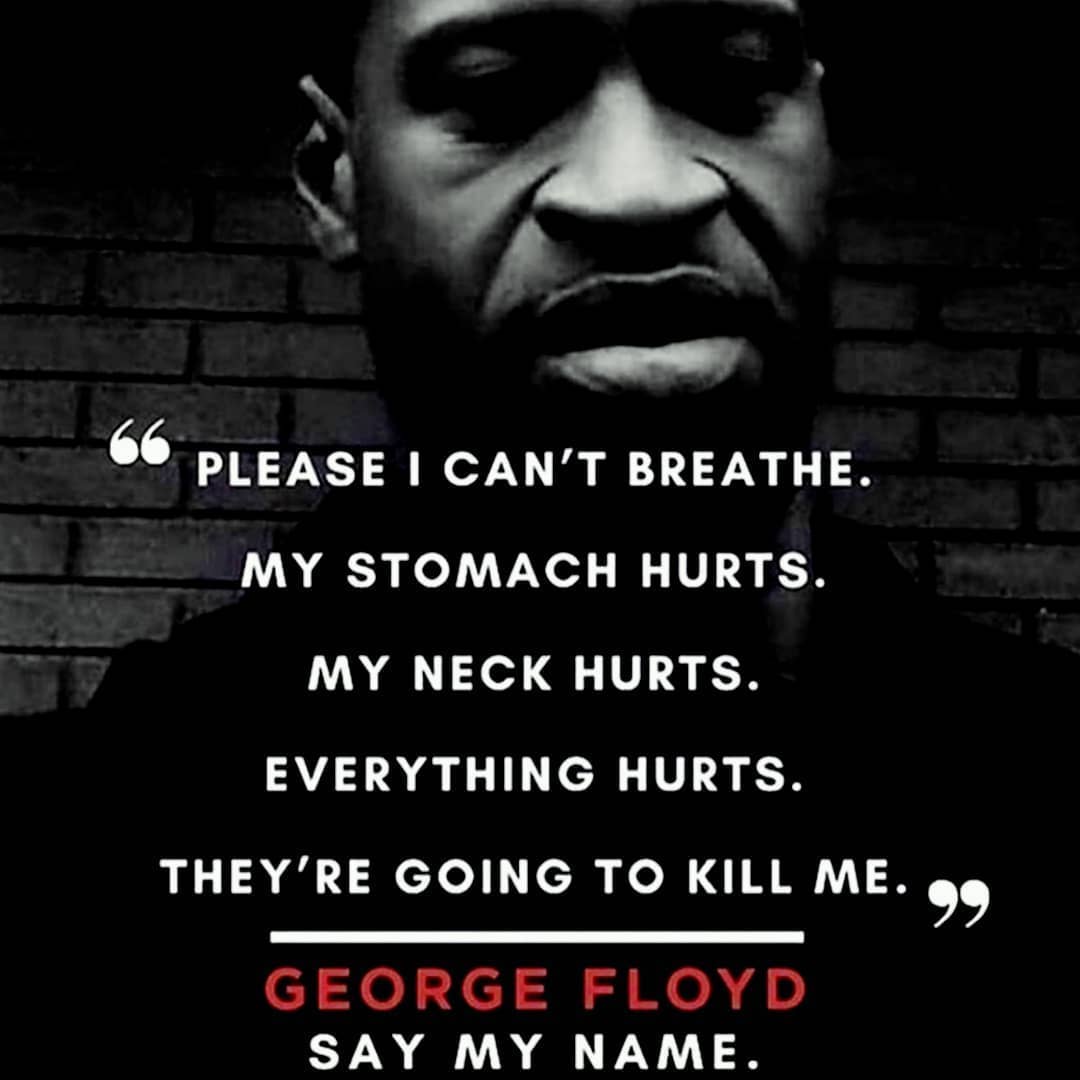 “ PLEASE I CAN’T BREATHE.
MY STOMACH HURTS.
MY NECK HURTS.
EVERYTHING HURTS.
THEY’RE GOING TO KILL ME. ”
GEORGE FLOYD
SAY MY NAME.